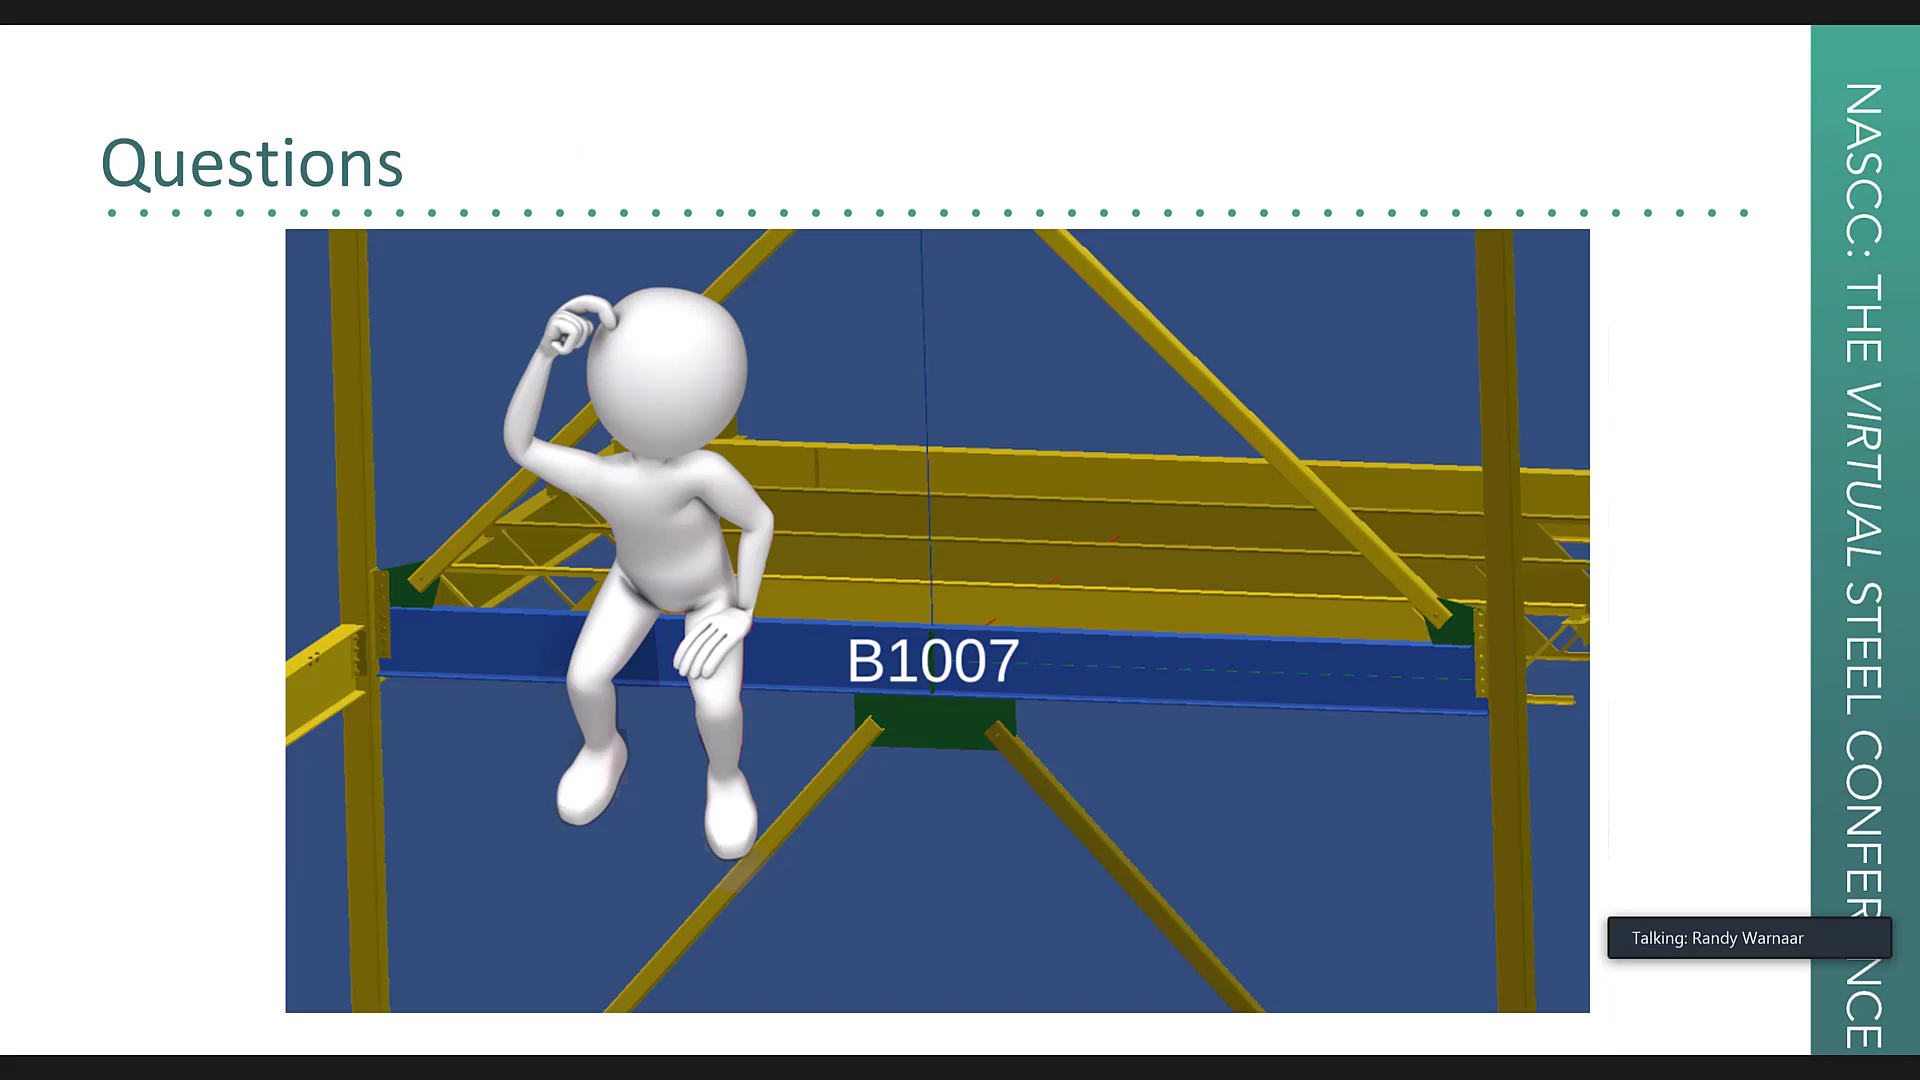 Questions
B1007
NASCC: THE VIRTUAL STEEL CONFERENCE
Talking: Randy Warnaar